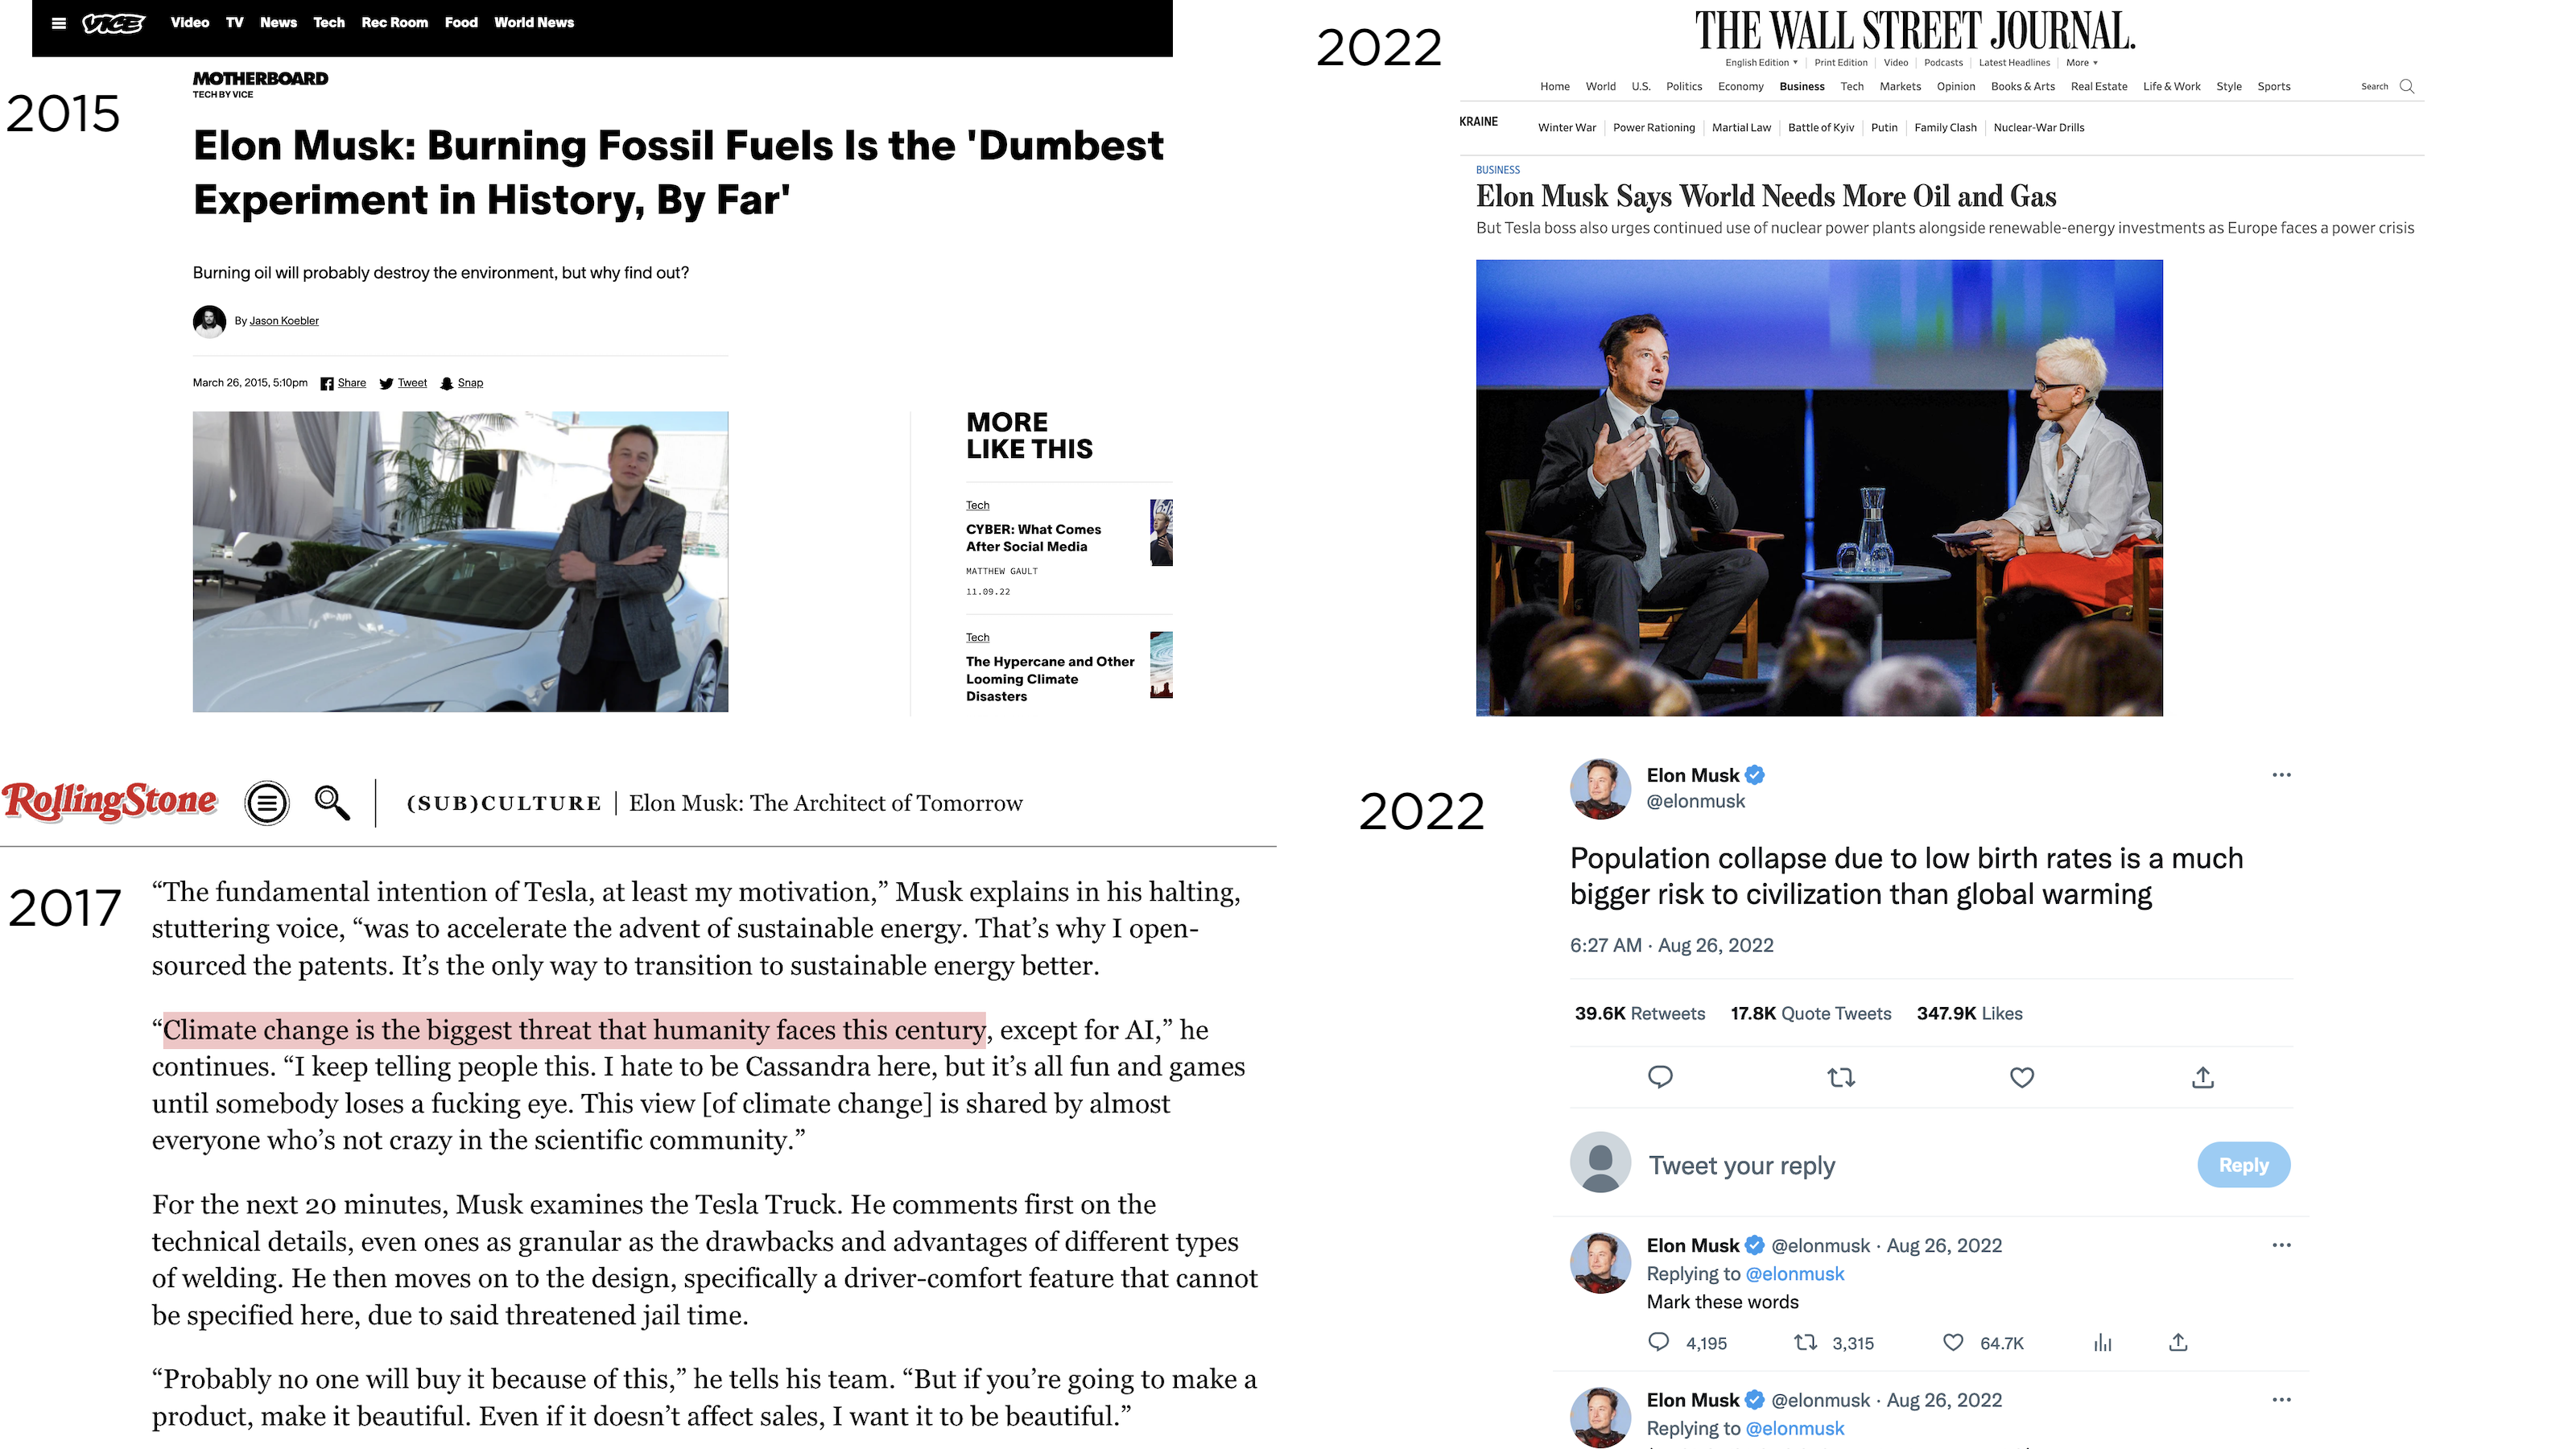 VICE Video TV News Tech Rec Room Food World News
MOTHERBOARD
TECH BY VICE
2015
Elon Musk: Burning Fossil Fuels Is the 'Dumbest
Experiment in History, By Far'
Burning oil will probably destroy the environment, but why find out?
By Jason Koebler
March 26, 2015, 5:10pm Share Tweet Snap
MORE
LIKE THIS
Tech
CYBER: What Comes
After Social Media
MATTHEW GAULT
11.09.22
Tech
The Hypercane and Other
Looming Climate
Disasters
2022
THE WALL STREET JOURNAL.
English Edition Print Edition Video Podcasts Latest Headlines More
Home World U.S. Politics Economy Business Tech Markets Opinion Books & Arts Real Estate Life & Work Style Sports Search
KRAINE Winter War Power Rationing Martial Law Battle of Kyiv Putin Family Clash Nuclear-War Drills
BUSINESS
Elon Musk Says World Needs More Oil and Gas
But Tesla boss also urges continued use of nuclear power plants alongside renewable-energy investments as Europe faces a power crisis
RollingStone (SUB)CULTURE Elon Musk: The Architect of Tomorrow
2017
“The fundamental intention of Tesla, at least my motivation,” Musk explains in his halting,
stuttering voice, “was to accelerate the advent of sustainable energy. That’s why I open-
sourced the patents. It’s the only way to transition to sustainable energy better.
“Climate change is the biggest threat that humanity faces this century, except for AI,” he
continues. “I keep telling people this. I hate to be Cassandra here, but it’s all fun and games
until somebody loses a fucking eye. This view [of climate change] is shared by almost
everyone who’s not crazy in the scientific community.”
For the next 20 minutes, Musk examines the Tesla Truck. He comments first on the
technical details, even ones as granular as the drawbacks and advantages of different types
of welding. He then moves on to the design, specifically a driver-comfort feature that cannot
be specified here, due to said threatened jail time.
“Probably no one will buy it because of this,” he tells his team. “But if you’re going to make a
product, make it beautiful. Even if it doesn’t affect sales, I want it to be beautiful.”
2022
Elon Musk
@elonmusk
Population collapse due to low birth rates is a much
bigger risk to civilization than global warming
6:27 AM · Aug 26, 2022
39.6K Retweets 17.8K Quote Tweets 347.9K Likes
Tweet your reply Reply
Elon Musk @elonmusk · Aug 26, 2022
Replying to @elonmusk
Mark these words
4,195 3,315 64.7K
Elon Musk @elonmusk · Aug 26, 2022
Replying to @elonmusk